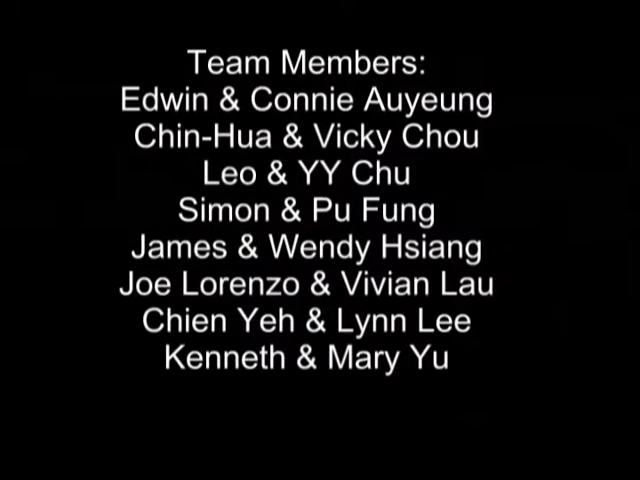 Team Members:
Edwin & Connie Auyeung
Chin-Hua & Vicky Chou
Leo & YY Chu
Simon & Pu Fung
James & Wendy Hsiang
Joe Lorenzo & Vivian Lau
Chien Yeh & Lynn Lee
Kenneth & Mary Yu